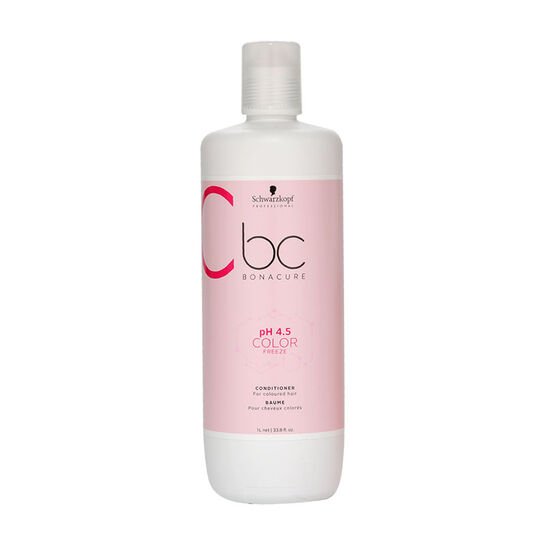 Schwarzkopf
PROFESSIONAL
bc
BONACURE
pH 4.5
COLOR
FREEZE
CONDITIONER
For coloured hair
BAUME
Pour cheveux colorés
1L net | 33.8 fl. oz